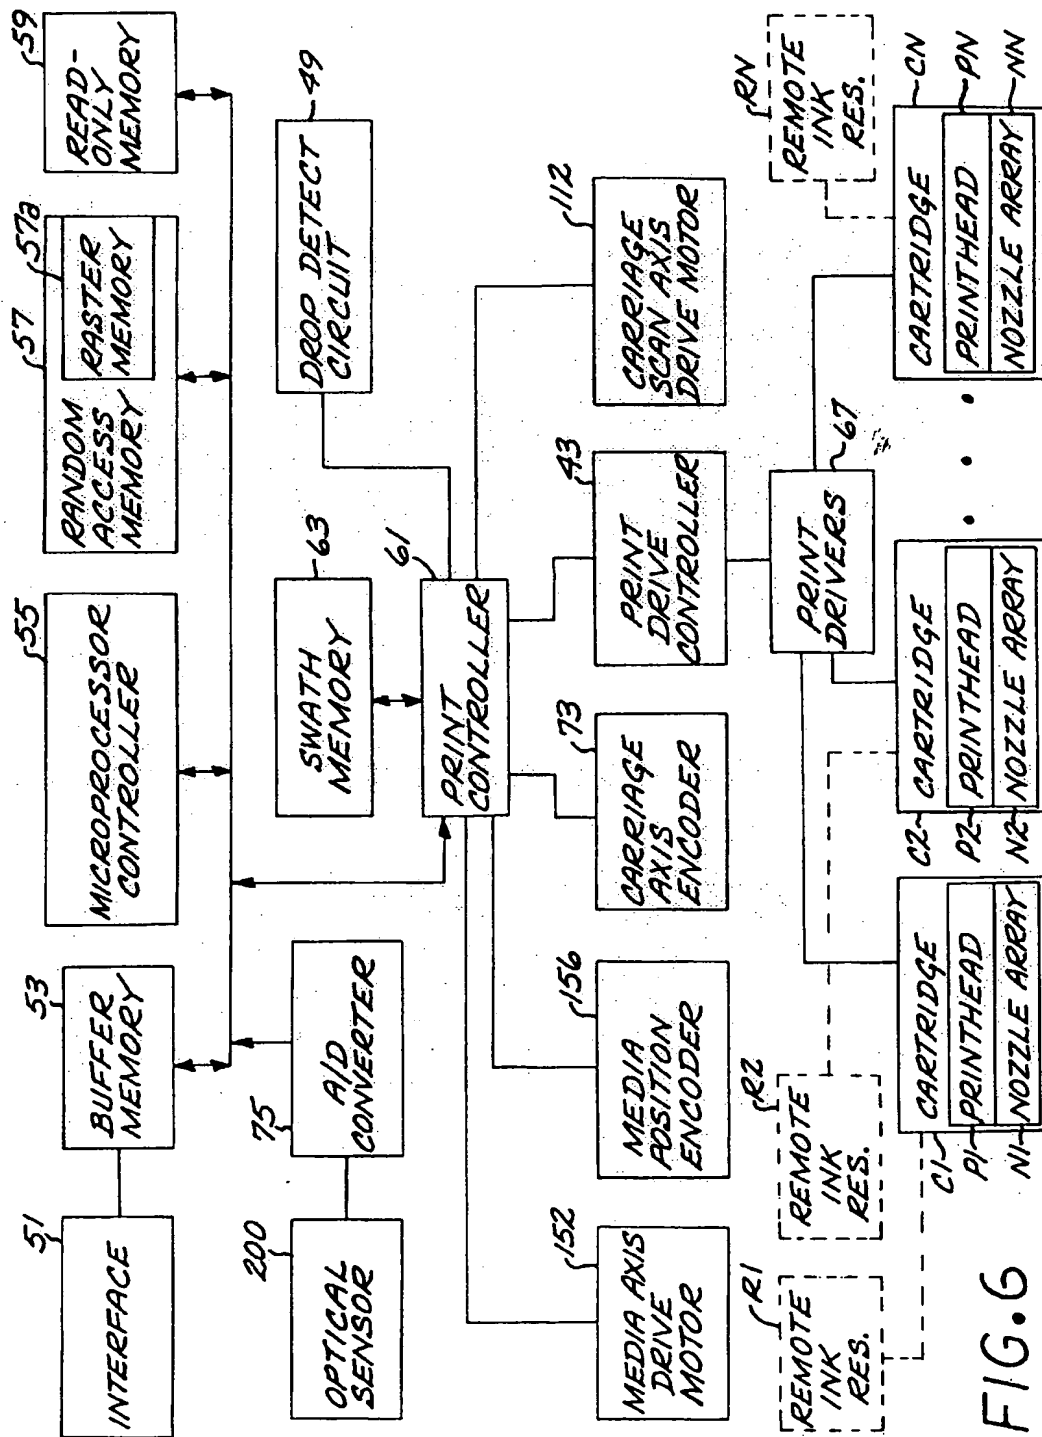 51
INTERFACE
53
BUFFER
MEMORY
55
MICROPROCESSOR
CONTROLLER
57
RANDOM
ACCESS
MEMORY
57a
RASTER
MEMORY
59
READ-
ONLY
MEMORY
200
OPTICAL
SENSOR
75
A/D
CONVERTER
63
SWATH
MEMORY
61
PRINT
CONTROLLER
49
DROP DETECT
CIRCUIT
152
MEDIA AXIS
DRIVE
MOTOR
156
MEDIA
POSITION
ENCODER
73
CARRIAGE
AXIS
ENCODER
43
PRINT
DRIVE
CONTROLLER
112
CARRIAGE
SCAN AXIS
DRIVE MOTOR
R1
REMOTE
INK
RES.
R2
REMOTE
INK
RES.
PRINT
DRIVERS
67
RN
REMOTE
INK
RES.
C1
CARTRIDGE
P1
PRINTHEAD
N1
NOZZLE ARRAY
C2
CARTRIDGE
P2
PRINTHEAD
N2
NOZZLE ARRAY
CARTRIDGE
CN
PRINTHEAD
PN
NOZZLE ARRAY
NN
FIG.6